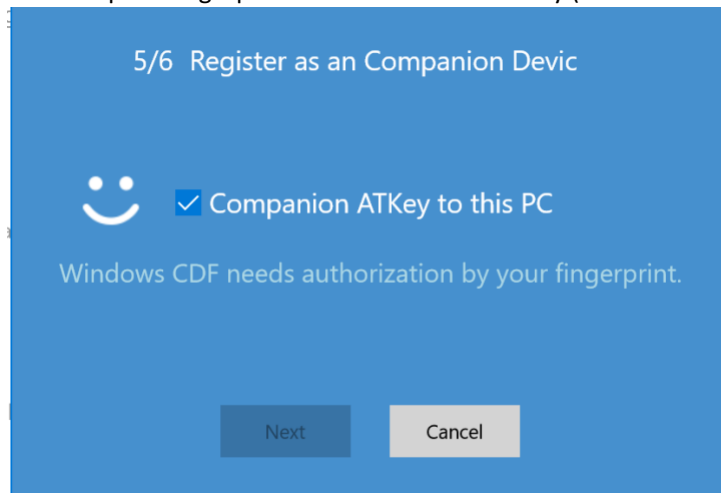 5/6 Register as an Companion Devic
Companion ATKey to this PC
Windows CDF needs authorization by your fingerprint.
Next
Cancel